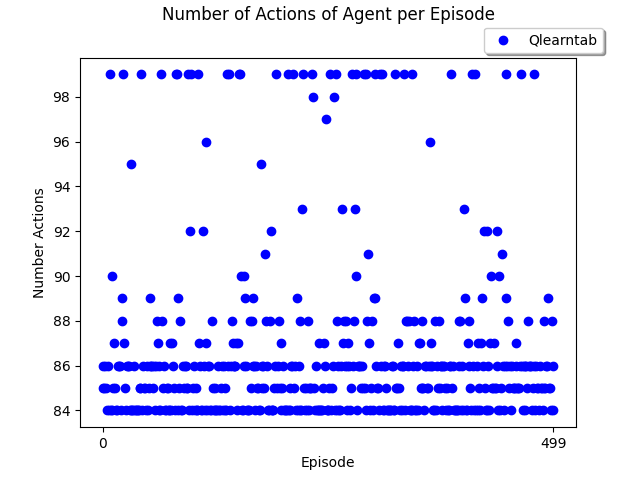 Number of Actions of Agent per Episode
Qlearntab
98
96
94
92
90
88
86
84
Number Actions
0
499
Episode